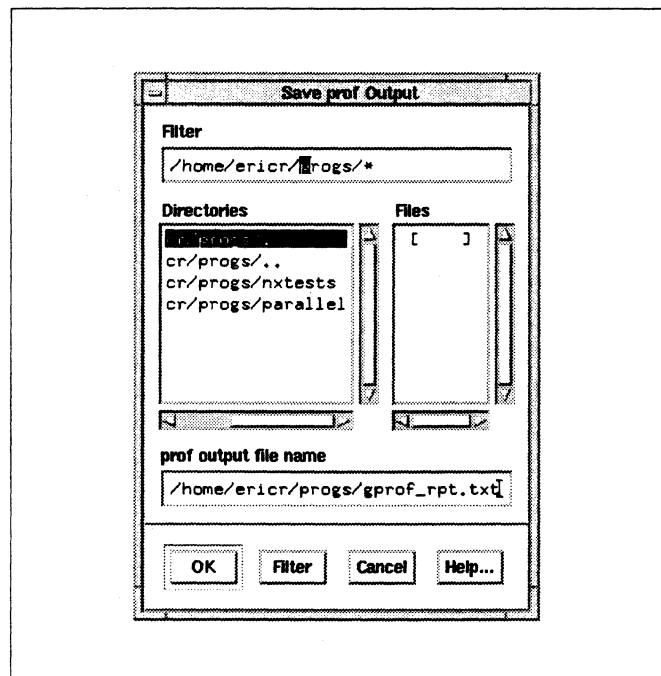 Save prof Output
Filter
/home/ericr/progs/*
Directories
Files
[ ]
cr/progs/..
cr/progs/nxtests
cr/progs/parallel
prof output file name
/home/ericr/progs/gprof_rpt.txt
OK
Filter
Cancel
Help...